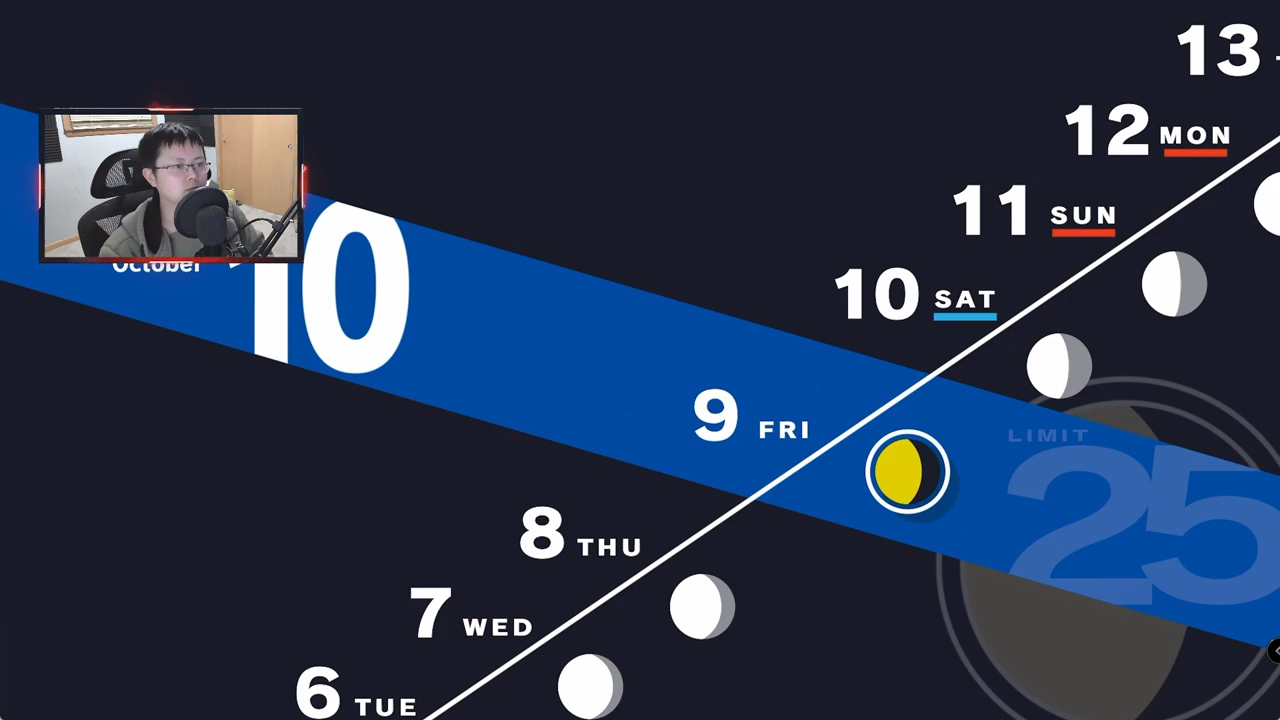 13
12 MON
11 SUN
10 SAT
9 FRI
8 THU
7 WED
6 TUE
October
10
LIMIT
25